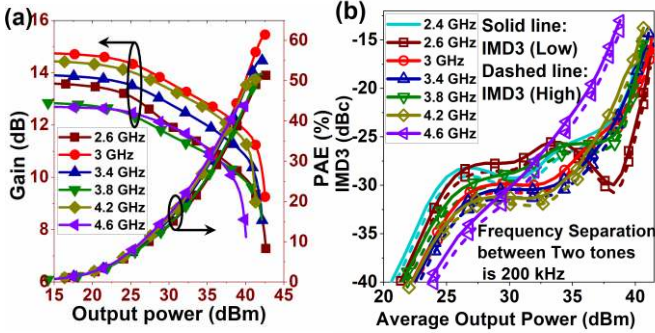 (a)
16
14
12
10
8
6
Gain (dB)
2.6 GHz
3 GHz
3.4 GHz
3.8 GHz
4.2 GHz
4.6 GHz
60
50
40
30
20
10
0
PAE (%)
15 20 25 30 35 40 45
Output power (dBm)
(b)
-15
-20
-25
-30
-35
-40
IMD3 (dBc)
2.4 GHz
2.6 GHz
3 GHz
3.4 GHz
3.8 GHz
4.2 GHz
4.6 GHz
Solid line:
IMD3 (Low)
Dashed line:
IMD3 (High)
Frequency Separation
between Two tones
is 200 kHz
20 25 30 35 40
Average Output Power (dBm)